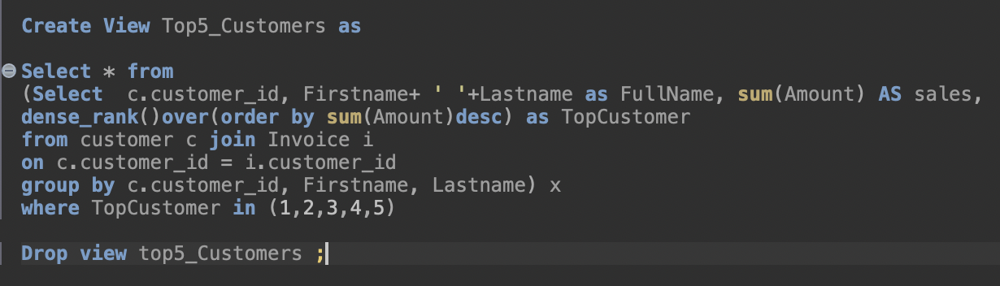 Create View Top5_Customers as
Select * from
(Select  c.customer_id, Firstname+ ' '+Lastname as FullName, sum(Amount) AS sales,
dense_rank()over(order by sum(Amount)desc) as TopCustomer
from customer c join Invoice i
on c.customer_id = i.customer_id
group by c.customer_id, Firstname, Lastname) x
where TopCustomer in (1,2,3,4,5)
Drop view top5_Customers ;